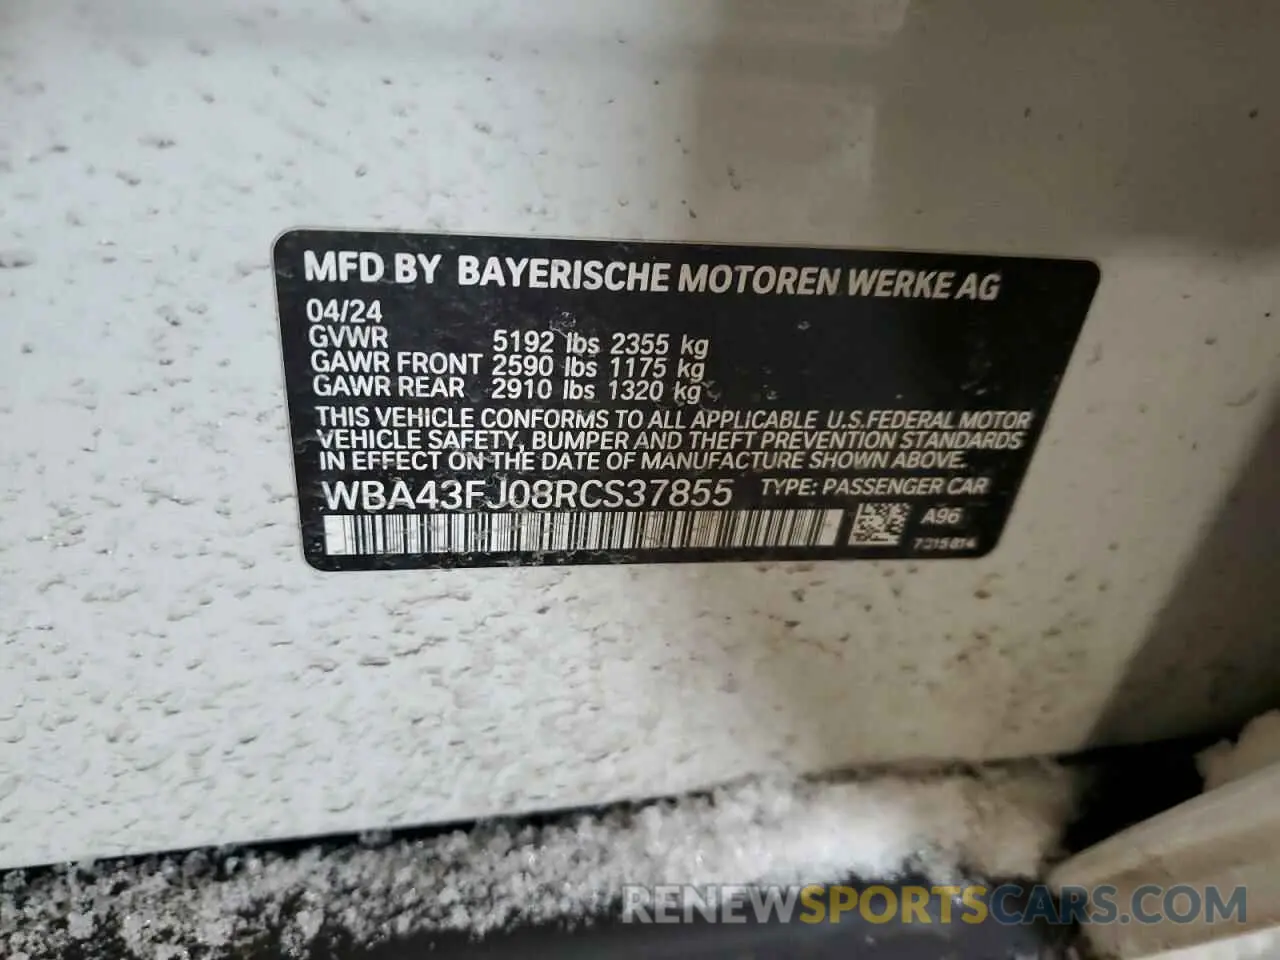 MFD BY BAYERISCHE MOTOREN WERKE AG
04/24
GVWR 5192 lbs 2355 kg
GAWR FRONT 2590 lbs 1175 kg
GAWR REAR 2910 lbs 1320 kg
THIS VEHICLE CONFORMS TO ALL APPLICABLE U.S.FEDERAL MOTOR
VEHICLE SAFETY, BUMPER AND THEFT PREVENTION STANDARDS
IN EFFECT ON THE DATE OF MANUFACTURE SHOWN ABOVE.
WBA43FJ08RCS37855 TYPE: PASSENGER CAR
A96
RENEWSPORTSCARS.COM